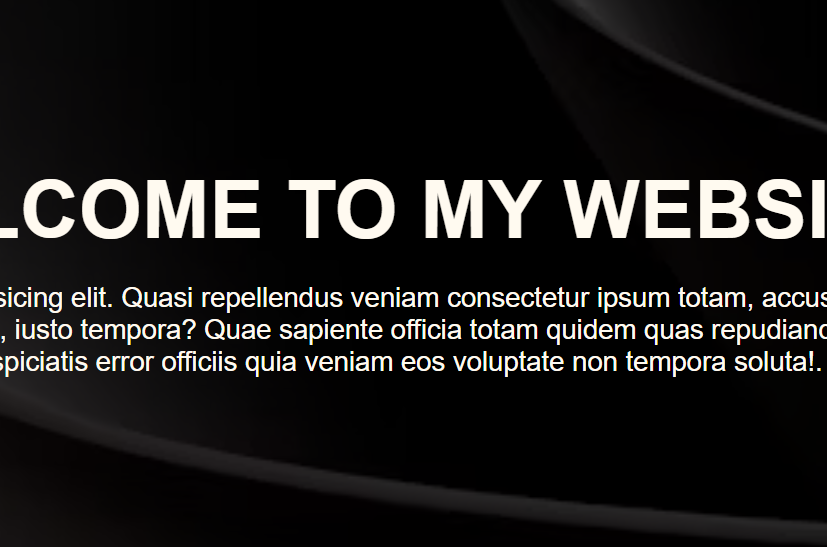 LCOME TO MY WEBSI
sicing elit. Quasi repellendus veniam consectetur ipsum totam, accus
, iusto tempora? Quae sapiente officia totam quidem quas repudiand
spiciatis error officiis quia veniam eos voluptate non tempora soluta!.